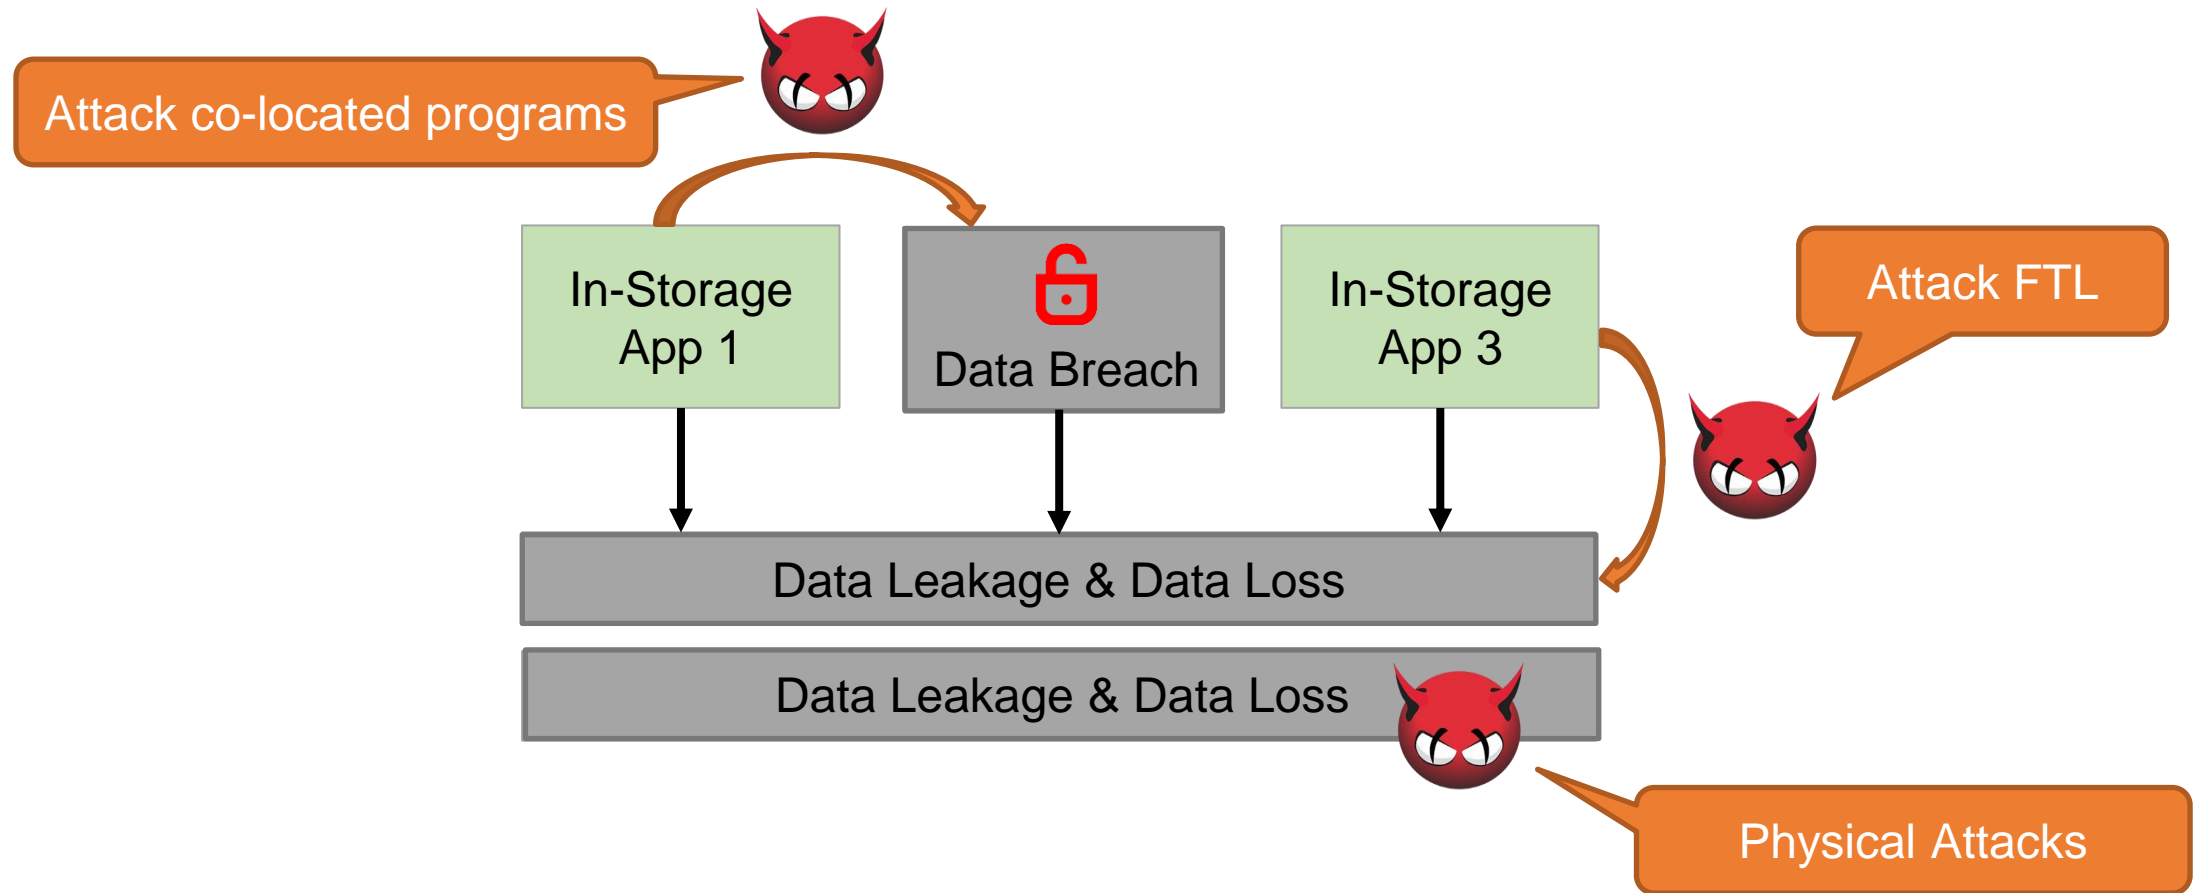 Attack co-located programs
In-Storage
App 1
Data Breach
In-Storage
App 3
Attack FTL
Data Leakage & Data Loss
Data Leakage & Data Loss
Physical Attacks